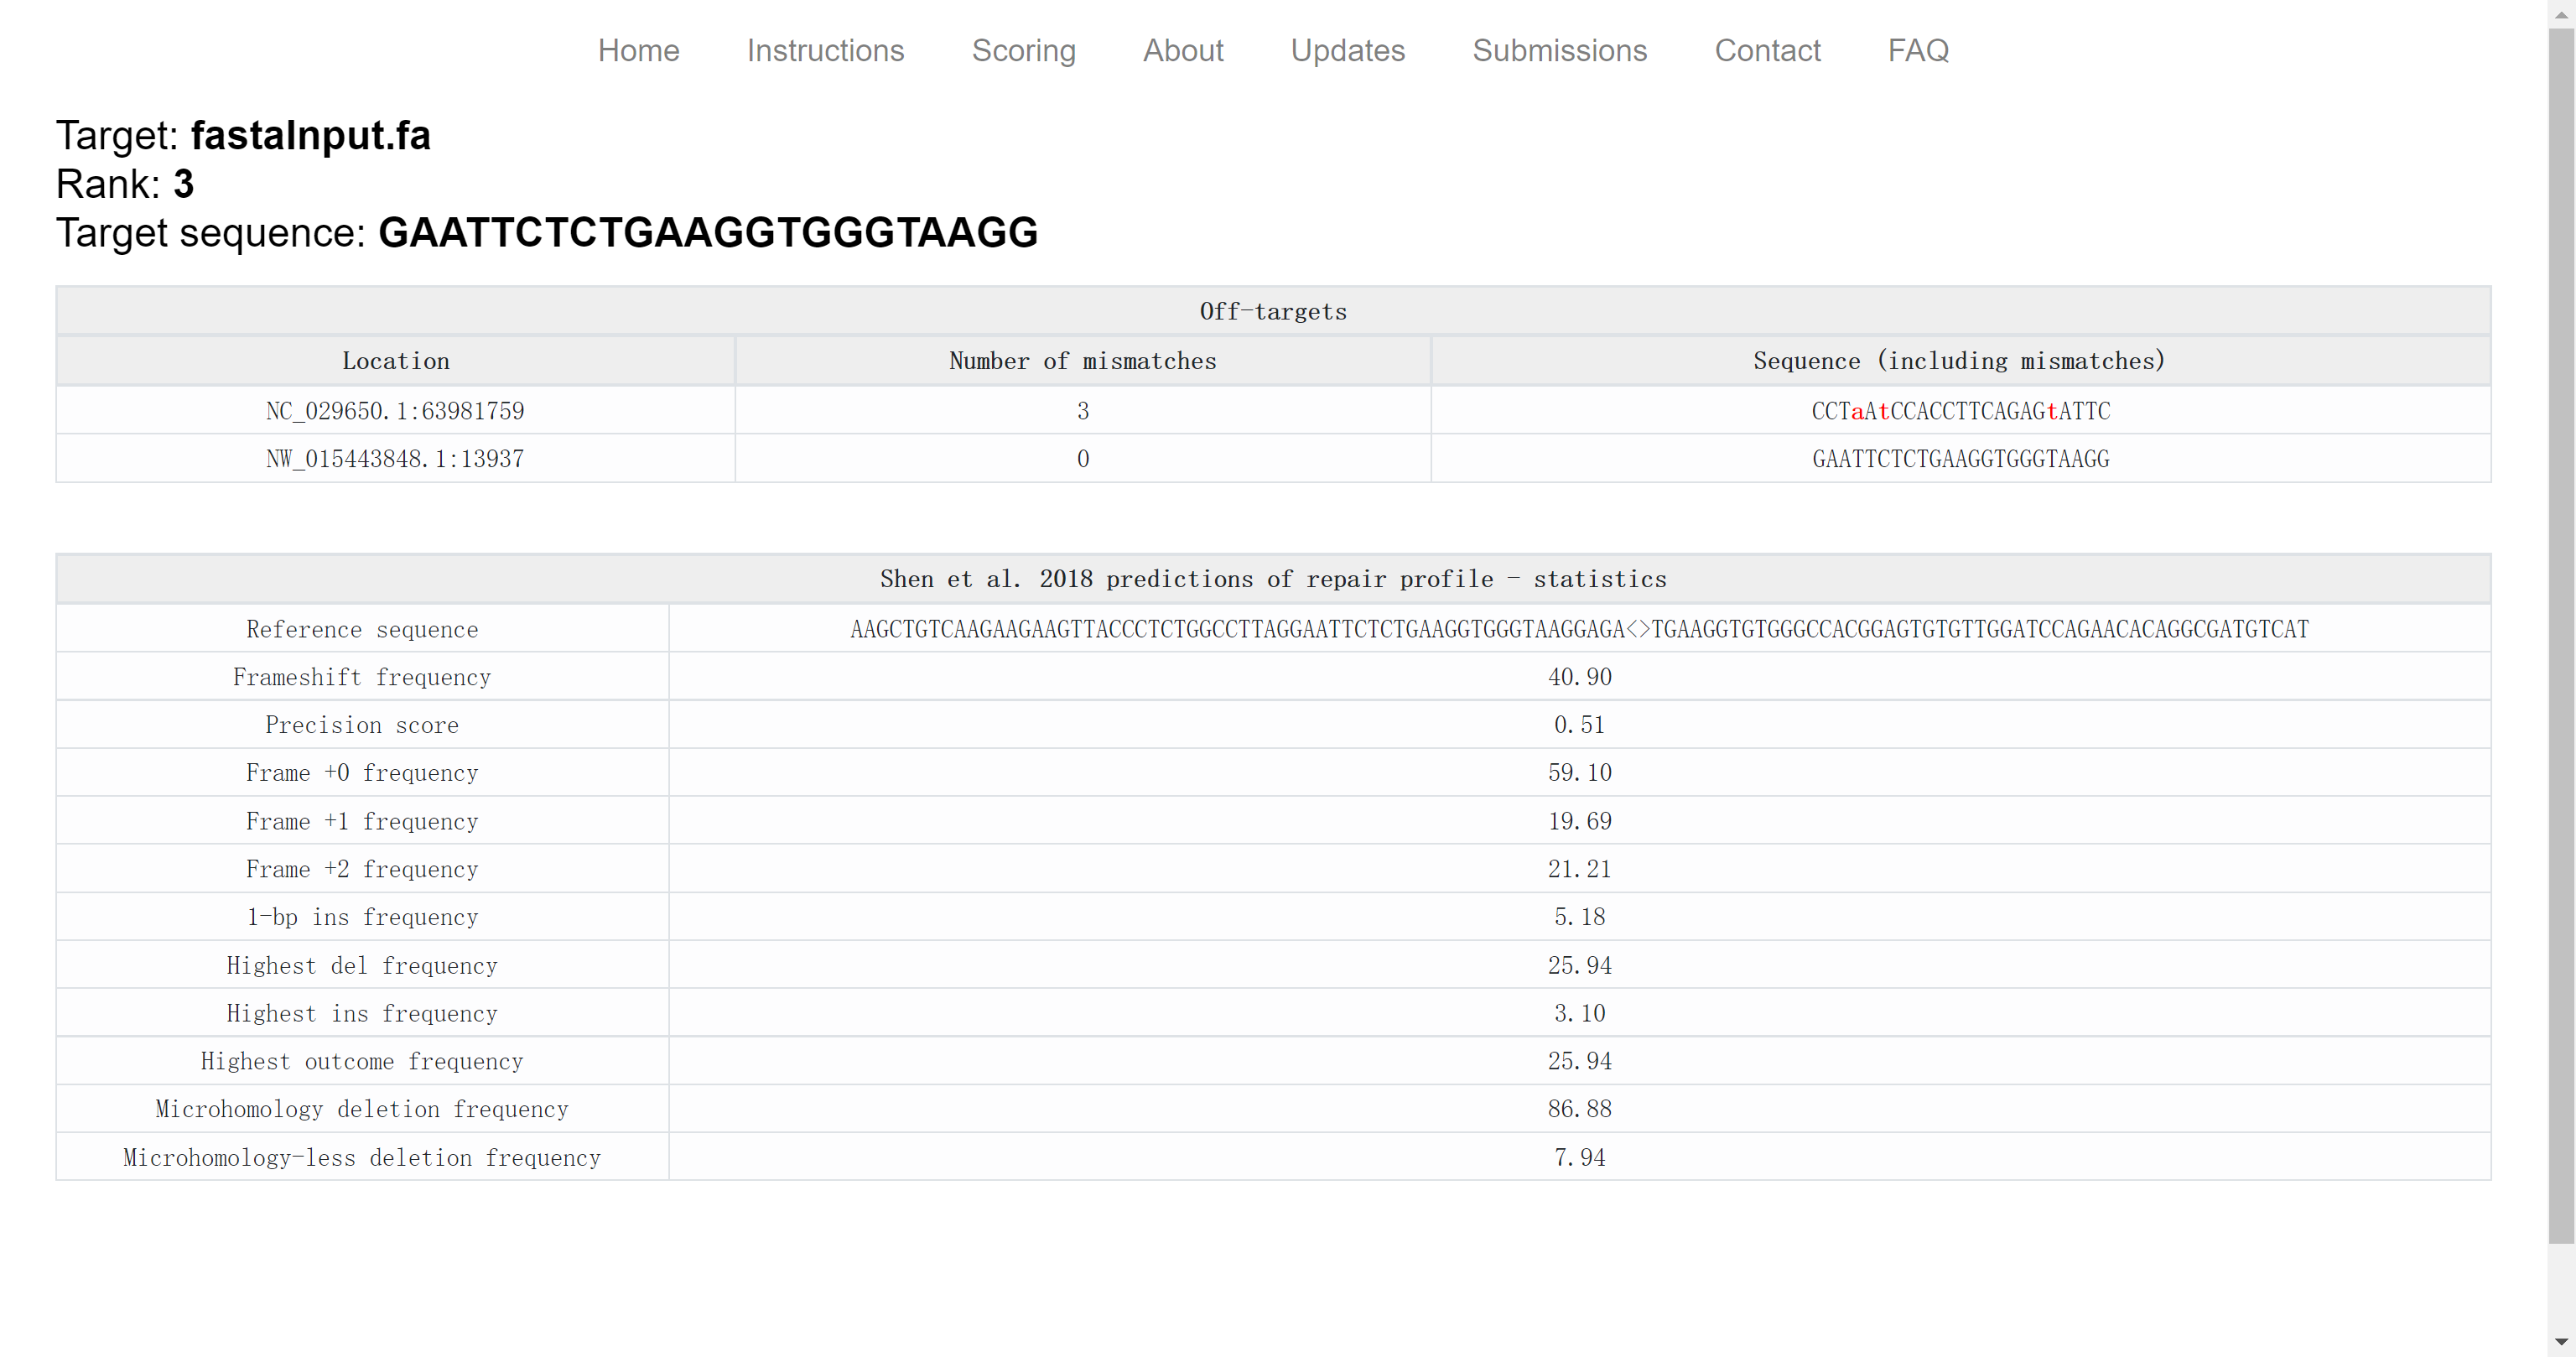 Home Instructions Scoring About Updates Submissions Contact FAQ
Target: fastaInput.fa
Rank: 3
Target sequence: GAATTCTCTGAAGGTGGGTAAGG
Off-targets
Location Number of mismatches Sequence (including mismatches)
NC_029650.1:63981759 3 CCTaAtCCACCTTCAGAGtATTC
NW_015443848.1:13937 0 GAATTCTCTGAAGGTGGGTAAGG
Shen et al. 2018 predictions of repair profile - statistics
Reference sequence AAGCTGTCAAGAAGAAGTTACCCTCTGGCCTTAGGAATTCTCTGAAGGTGGGTAAGGAGA<>TGAAGGTGTGGGCCACGGAGTGTGTTGGATCCAGAACACAGGCGATGTCAT
Frameshift frequency 40.90
Precision score 0.51
Frame +0 frequency 59.10
Frame +1 frequency 19.69
Frame +2 frequency 21.21
1-bp ins frequency 5.18
Highest del frequency 25.94
Highest ins frequency 3.10
Highest outcome frequency 25.94
Microhomology deletion frequency 86.88
Microhomology-less deletion frequency 7.94